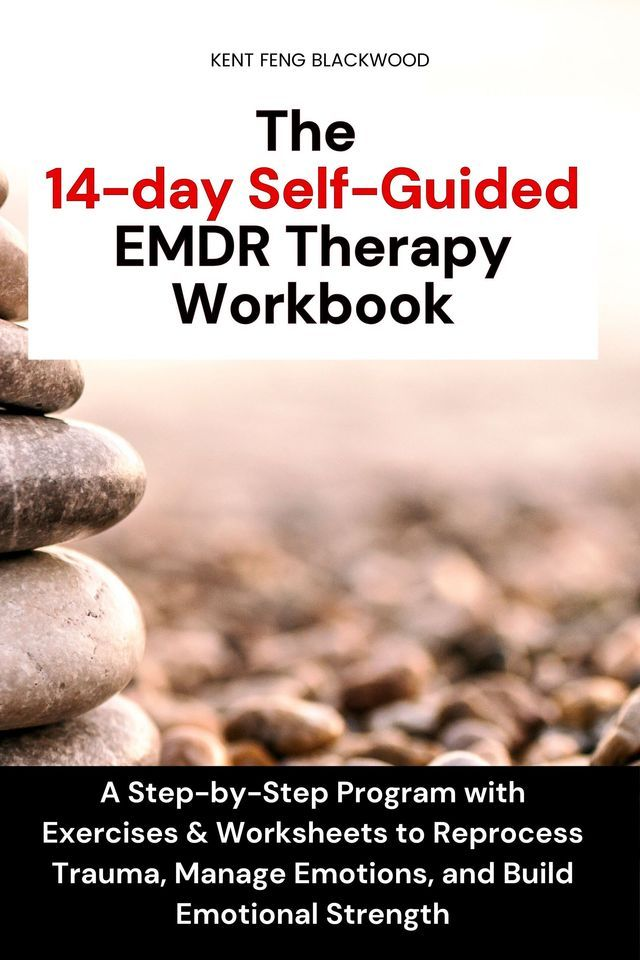 KENT FENG BLACKWOOD
The
14-day Self-Guided
EMDR Therapy
Workbook
A Step-by-Step Program with
Exercises & Worksheets to Reprocess
Trauma, Manage Emotions, and Build
Emotional Strength